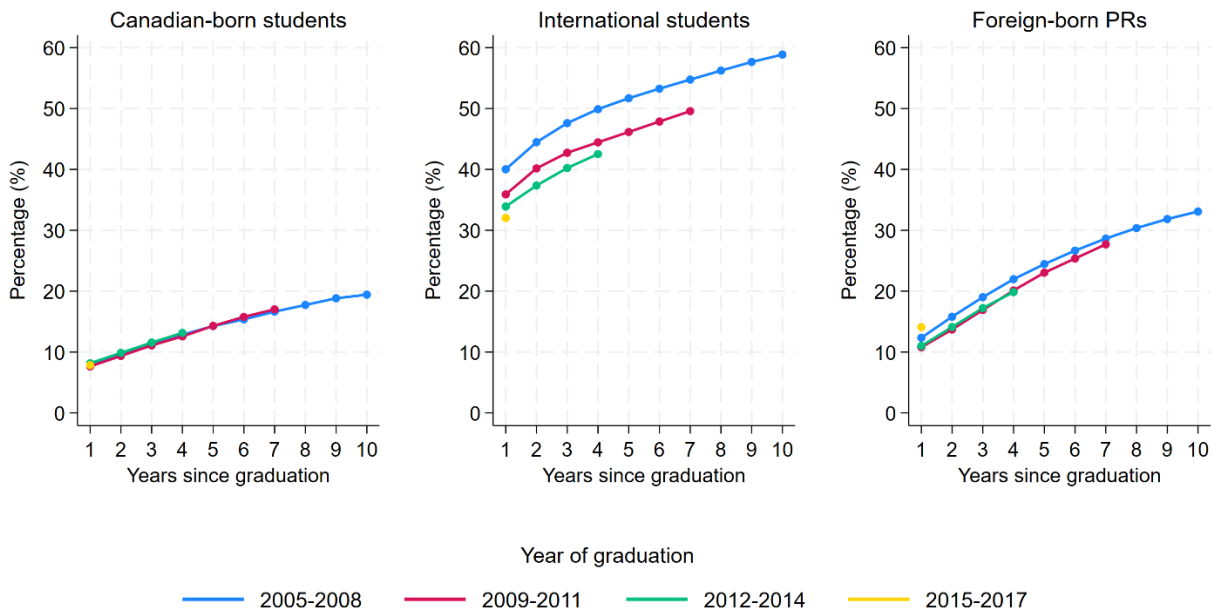 Canadian-born students
International students
Foreign-born PRs
Percentage (%)
60
50
40
30
20
10
0
1 2 3 4 5 6 7 8 9 10
Years since graduation
Percentage (%)
60
50
40
30
20
10
0
1 2 3 4 5 6 7 8 9 10
Years since graduation
Percentage (%)
60
50
40
30
20
10
0
1 2 3 4 5 6 7 8 9 10
Years since graduation
Year of graduation
2005-2008 2009-2011 2012-2014 2015-2017